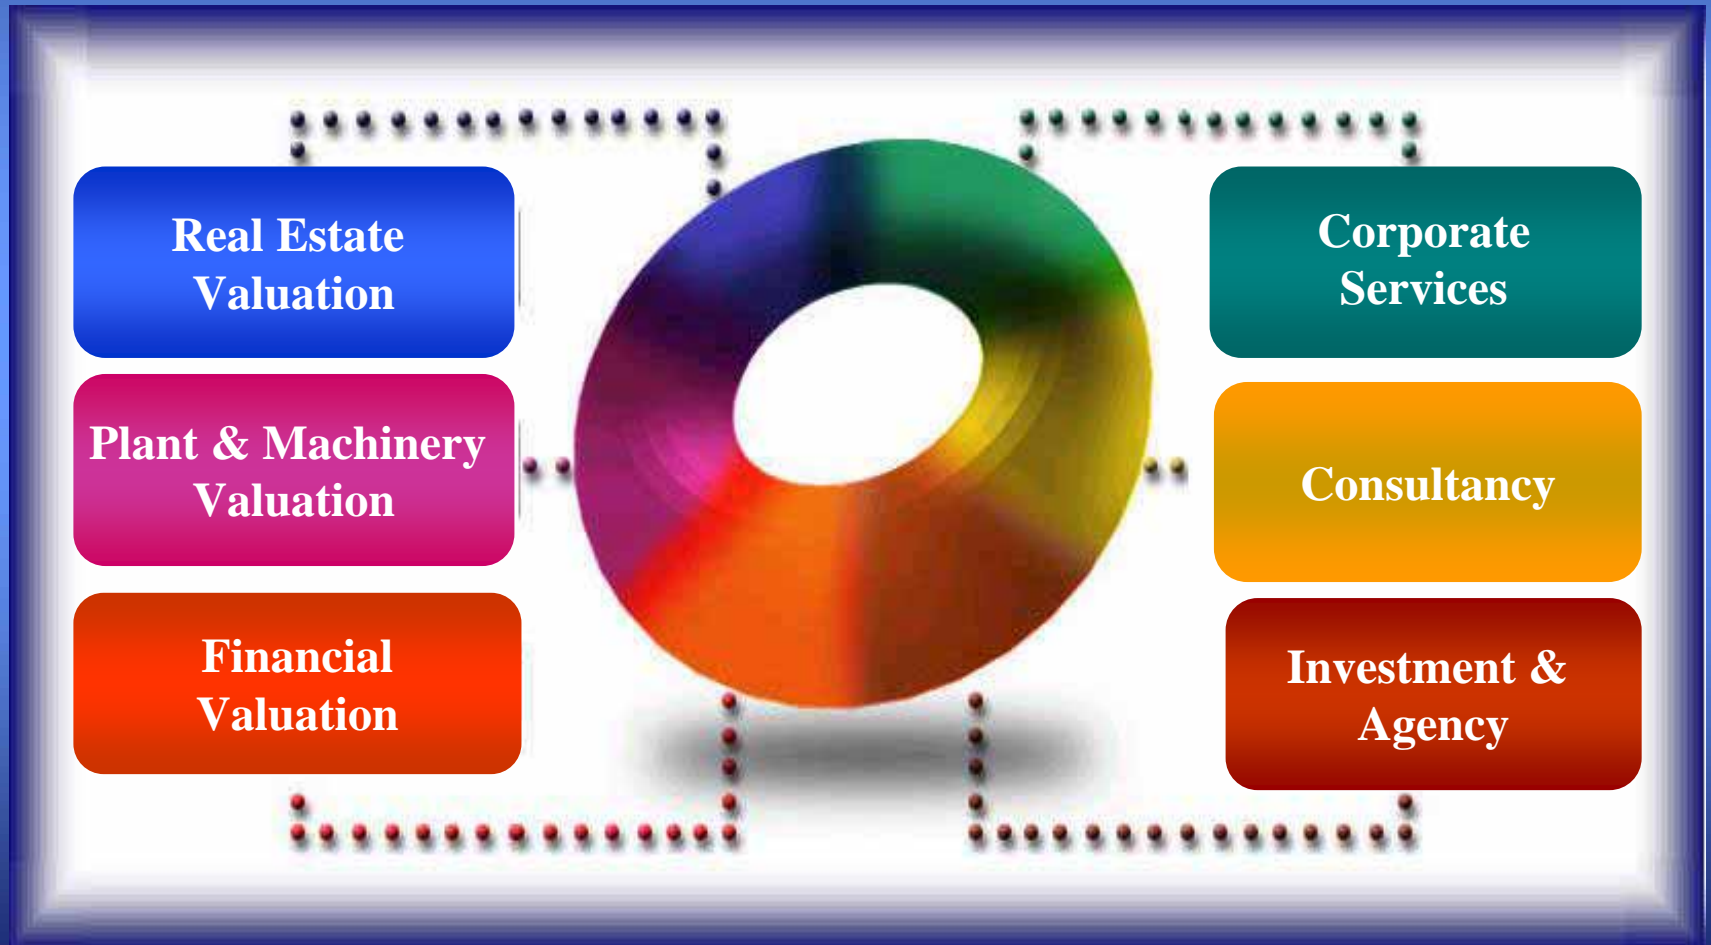 Real Estate
Valuation
Plant & Machinery
Valuation
Financial
Valuation
Corporate
Services
Consultancy
Investment &
Agency